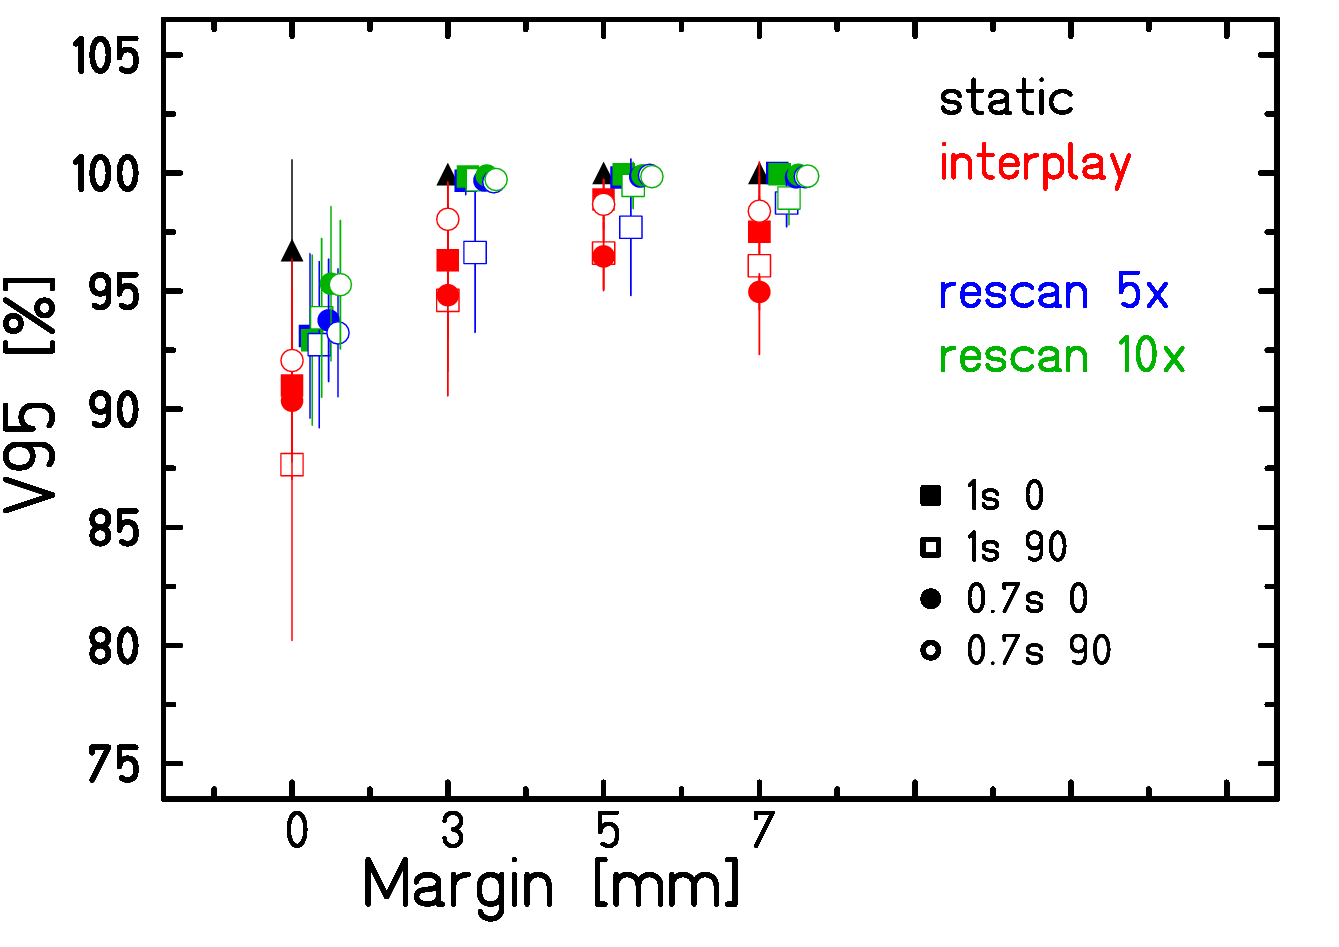 105
100
95
90
85
80
75
V95 [%]
0 3 5 7
Margin [mm]
static
interplay
rescan 5x
rescan 10x
1s 0
1s 90
0.7s 0
0.7s 90